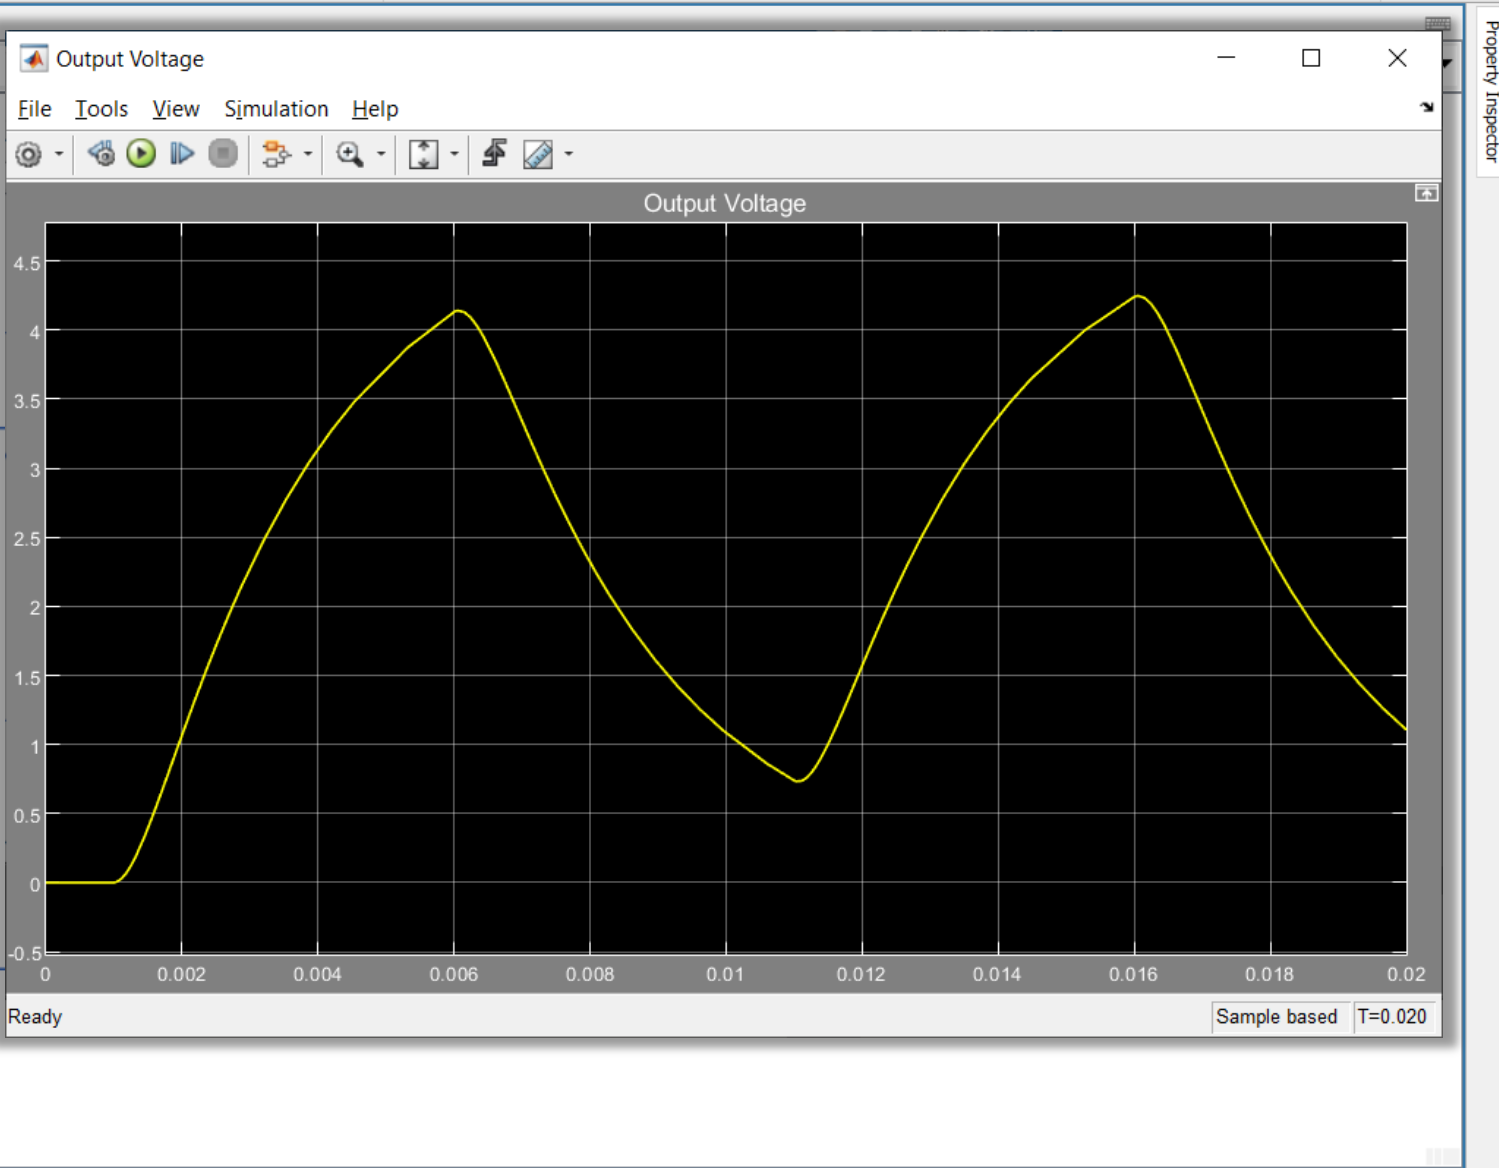 Output Voltage
File Tools View Simulation Help
Output Voltage
4.5
4
3.5
3
2.5
2
1.5
1
0.5
0
-0.5
0 0.002 0.004 0.006 0.008 0.01 0.012 0.014 0.016 0.018 0.02
Ready Sample based T=0.020
Property Inspector